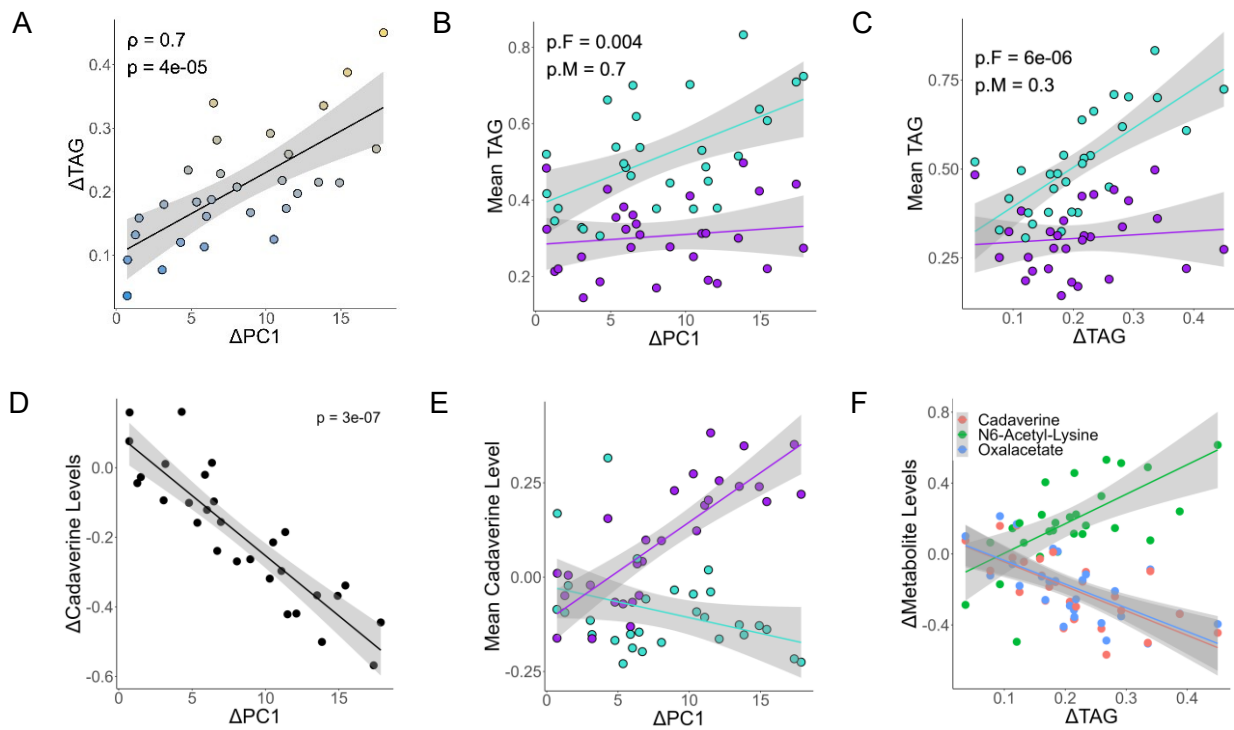 A
ρ = 0.7
p = 4e-05
ΔTAG
0.4
0.3
0.2
0.1
0
5
10
15
ΔPC1
B
p.F = 0.004
p.M = 0.7
Mean TAG
0.8
0.6
0.4
0.2
0
5
10
15
ΔPC1
C
p.F = 6e-06
p.M = 0.3
Mean TAG
0.75
0.50
0.25
0.1
0.2
0.3
0.4
ΔTAG
D
p = 3e-07
ΔCadaverine Levels
0.0
-0.2
-0.4
-0.6
0
5
10
15
ΔPC1
E
Mean Cadaverine Level
0.25
0.00
-0.25
0
5
10
15
ΔPC1
F
Cadaverine
N6-Acetyl-Lysine
Oxalacetate
ΔMetabolite Levels
0.8
0.4
0.0
-0.4
0.1
0.2
0.3
0.4
ΔTAG